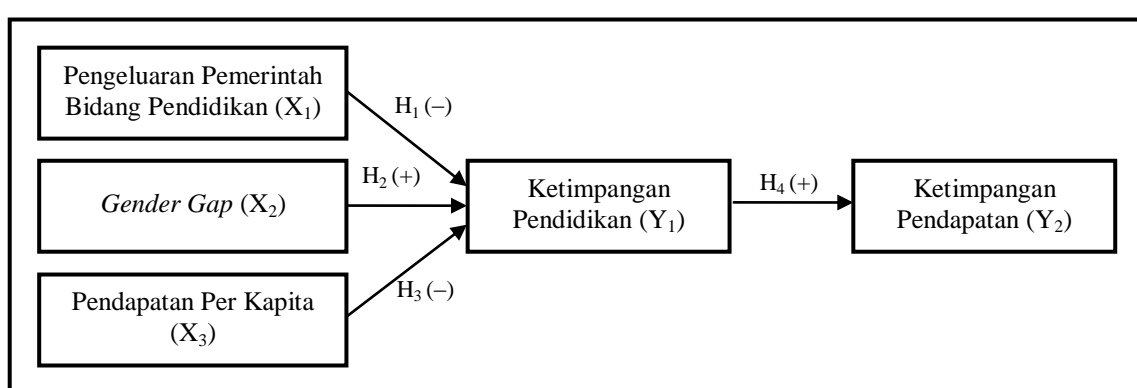 Pengeluaran Pemerintah
Bidang Pendidikan (X₁)
H₁ (–)
Gender Gap (X₂)
H₂ (+)
Pendapatan Per Kapita
(X₃)
H₃ (–)
Ketimpangan
Pendidikan (Y₁)
H₄ (+)
Ketimpangan
Pendapatan (Y₂)